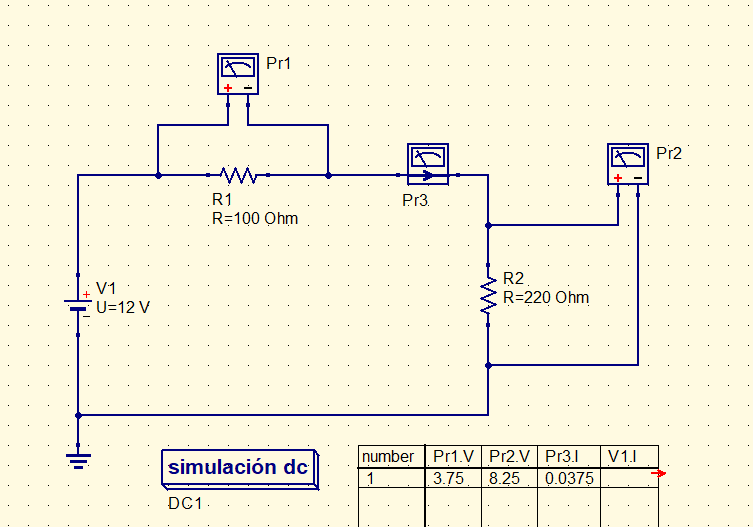 Pr1
Pr2
Pr3
R1
R=100 Ohm
R2
R=220 Ohm
+
V1
U=12 V
simulación dc
DC1
number Pr1.V Pr2.V Pr3.I V1.I
1 3.75 8.25 0.0375